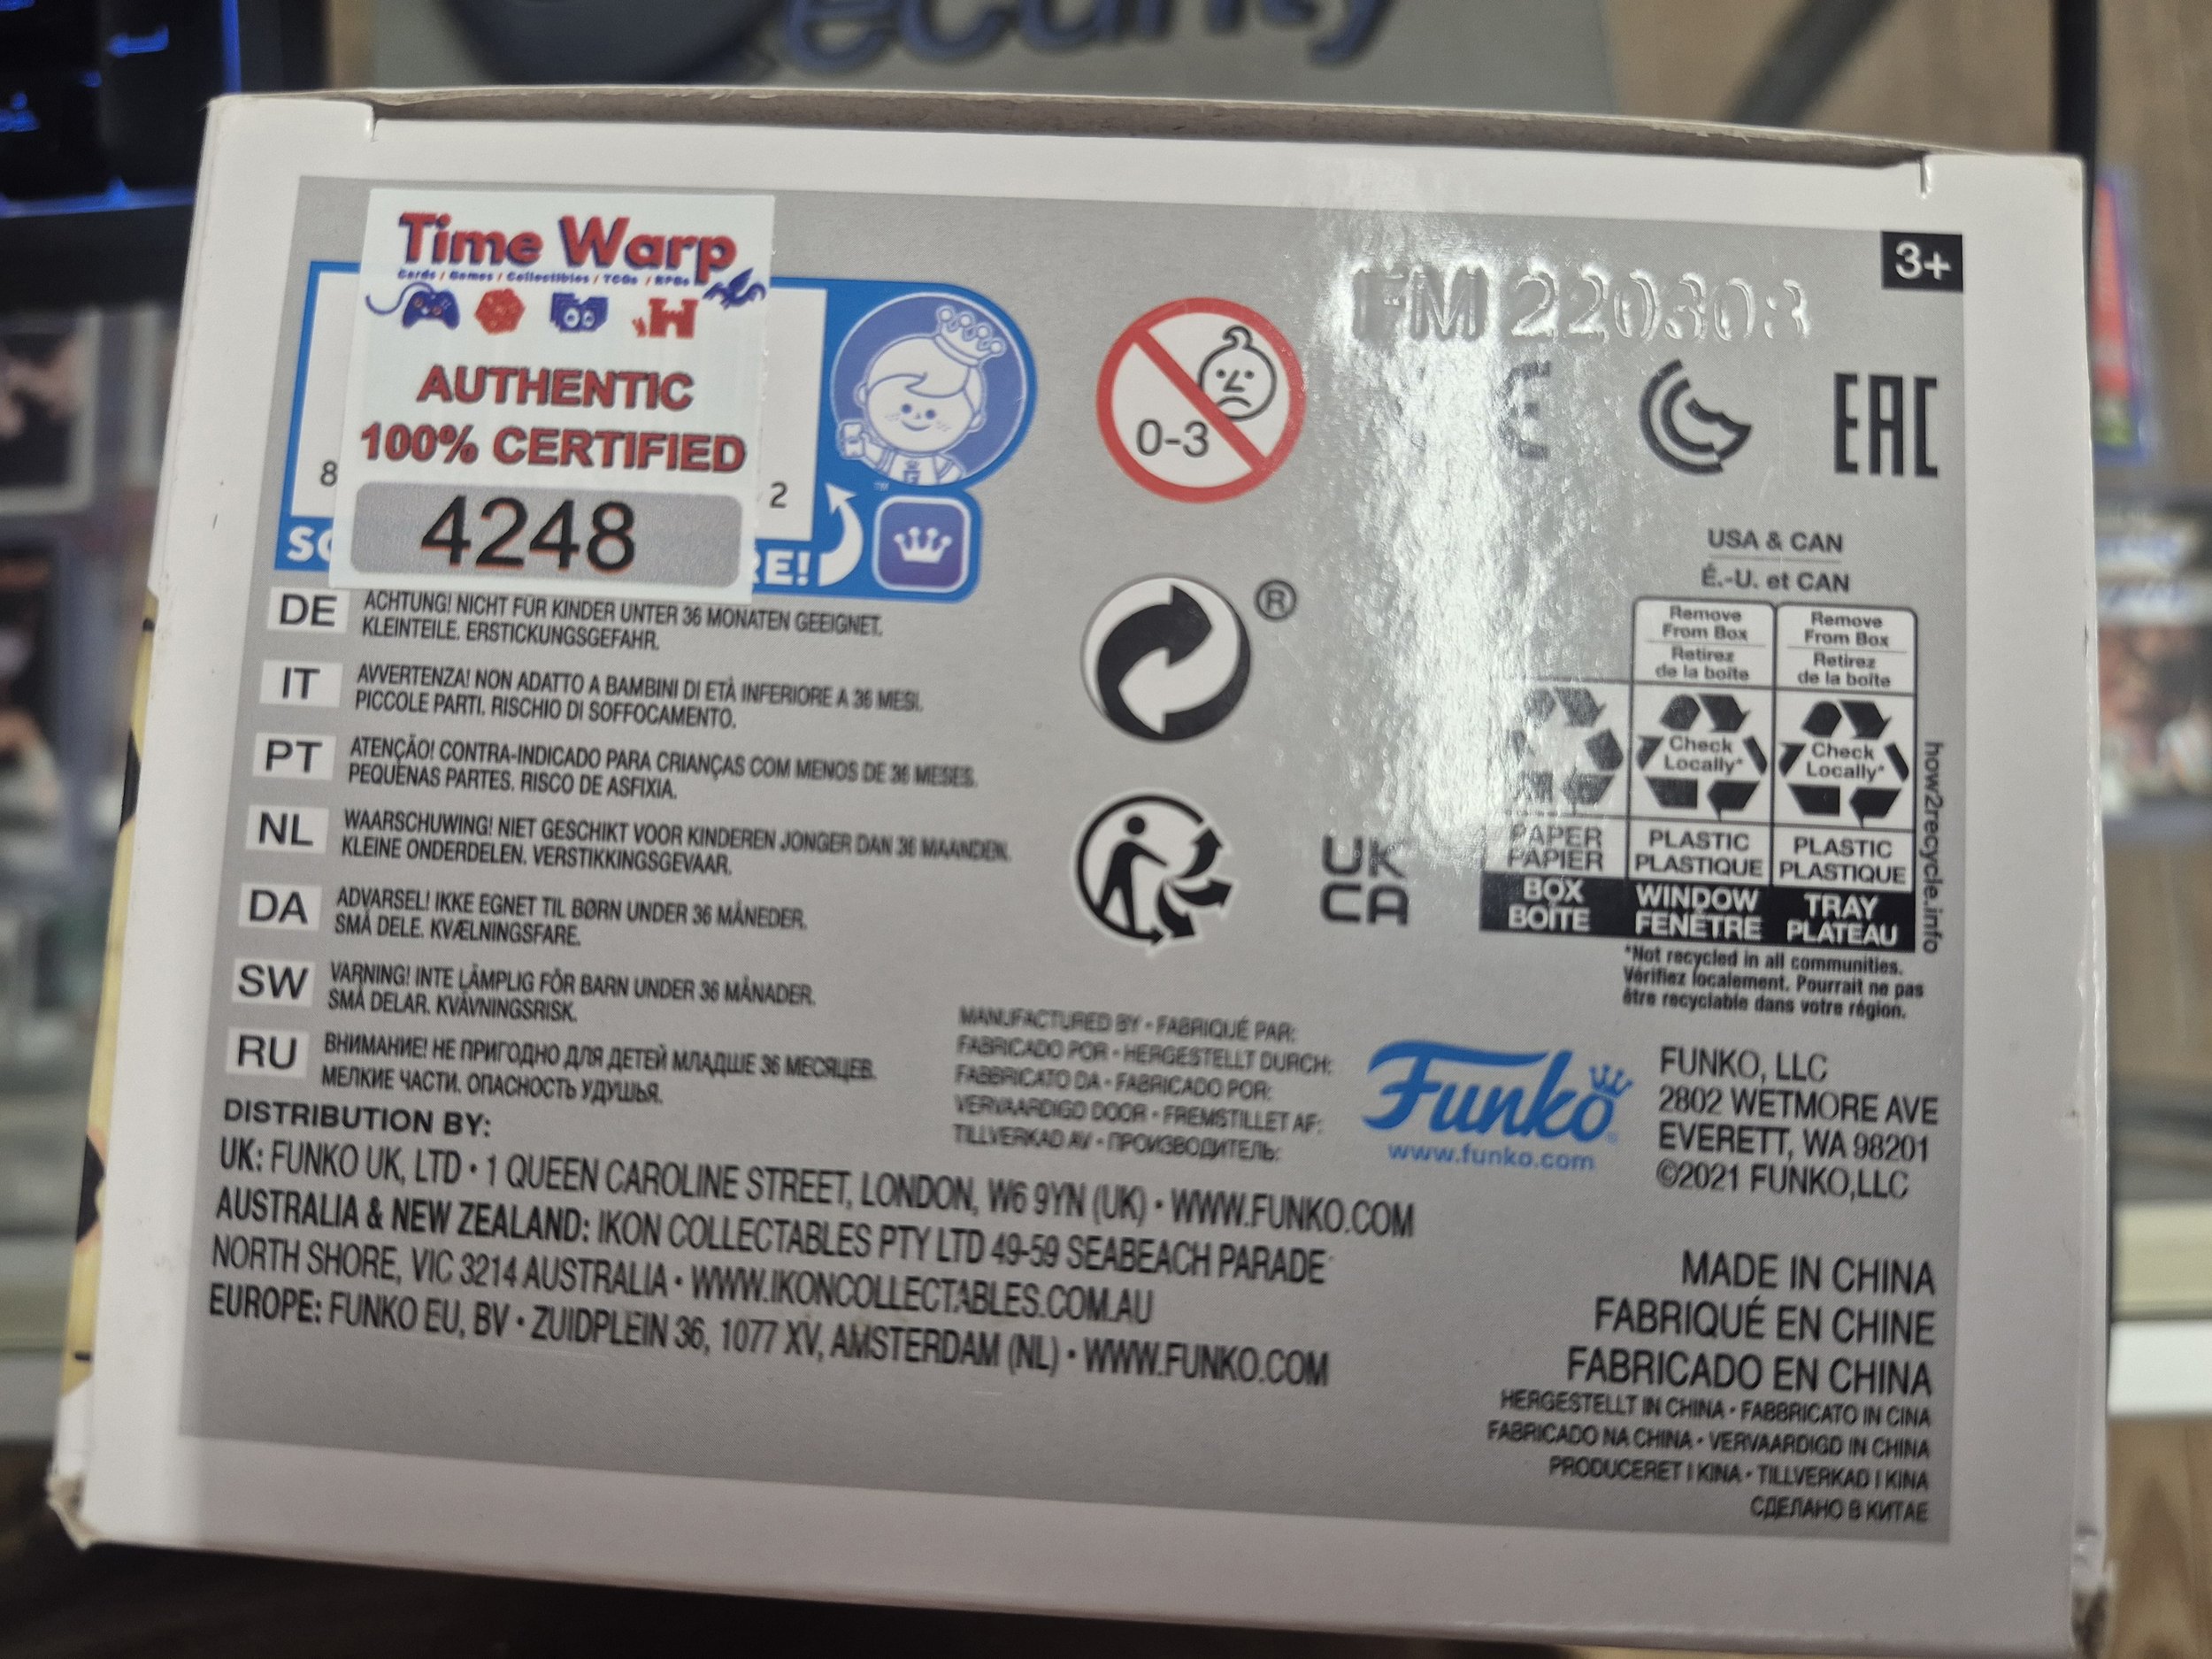 ecurity
Time Warp
Cards / Games / Collectibles / TCGs / RPGs
AUTHENTIC
100% CERTIFIED
4248
8
2
RE!
0-3
FM 220303
3+
EAC
®
USA & CAN
É.-U. et CAN
Remove From Box Remove From Box
Retirez de la boîte Retirez de la boîte
Check Locally* Check Locally*
PAPER PAPIER PLASTIC PLASTIQUE PLASTIC PLASTIQUE
BOX BOÎTE WINDOW FENÊTRE TRAY PLATEAU
how2recycle.info
*Not recycled in all communities.
Vérifiez localement. Pourrait ne pas
être recyclable dans votre région.
UK
CA
DE ACHTUNG! NICHT FÜR KINDER UNTER 36 MONATEN GEEIGNET.
KLEINTEILE. ERSTICKUNGSGEFAHR.
IT AVVERTENZA! NON ADATTO A BAMBINI DI ETÀ INFERIORE A 36 MESI.
PICCOLE PARTI. RISCHIO DI SOFFOCAMENTO.
PT ATENÇÃO! CONTRA-INDICADO PARA CRIANÇAS COM MENOS DE 36 MESES.
PEQUENAS PARTES. RISCO DE ASFIXIA.
NL WAARSCHUWING! NIET GESCHIKT VOOR KINDEREN JONGER DAN 36 MAANDEN.
KLEINE ONDERDELEN. VERSTIKKINGSGEVAAR.
DA ADVARSEL! IKKE EGNET TIL BØRN UNDER 36 MÅNEDER.
SMÅ DELE. KVÆLNINGSFARE.
SW VARNING! INTE LÄMPLIG FÖR BARN UNDER 36 MÅNADER.
SMÅ DELAR. KVÄVNINGSRISK.
RU ВНИМАНИЕ! НЕ ПРИГОДНО ДЛЯ ДЕТЕЙ МЛАДШЕ 36 МЕСЯЦЕВ.
МЕЛКИЕ ЧАСТИ. ОПАСНОСТЬ УДУШЬЯ.
MANUFACTURED BY • FABRIQUÉ PAR:
FABRICADO POR • HERGESTELLT DURCH:
FABBRICATO DA • FABRICADO POR:
VERVAARDIGD DOOR • FREMSTILLET AF:
TILLVERKAD AV • ПРОИЗВОДИТЕЛЬ:
Funko
www.funko.com
FUNKO, LLC
2802 WETMORE AVE
EVERETT, WA 98201
©2021 FUNKO,LLC
DISTRIBUTION BY:
UK: FUNKO UK, LTD • 1 QUEEN CAROLINE STREET, LONDON, W6 9YN (UK) • WWW.FUNKO.COM
AUSTRALIA & NEW ZEALAND: IKON COLLECTABLES PTY LTD 49-59 SEABEACH PARADE
NORTH SHORE, VIC 3214 AUSTRALIA • WWW.IKONCOLLECTABLES.COM.AU
EUROPE: FUNKO EU, BV • ZUIDPLEIN 36, 1077 XV, AMSTERDAM (NL) • WWW.FUNKO.COM
MADE IN CHINA
FABRIQUÉ EN CHINE
FABRICADO EN CHINA
HERGESTELLT IN CHINA • FABBRICATO IN CINA
FABRICADO NA CHINA • VERVAARDIGD IN CHINA
PRODUCERET I KINA • TILLVERKAD I KINA
СДЕЛАНО В КИТАЕ